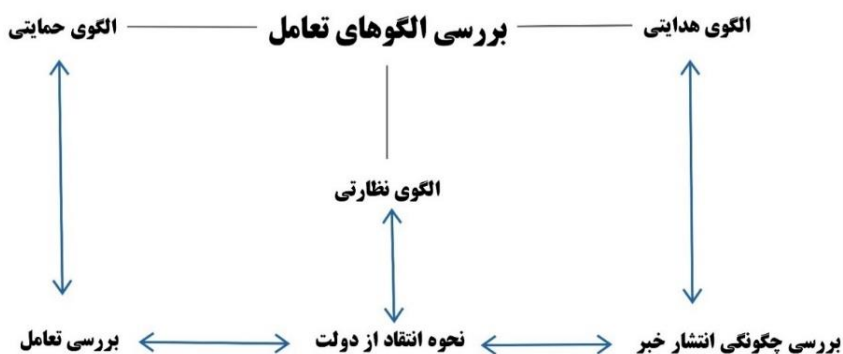 الگوی هدایتی
بررسی الگوهای تعامل
الگوی حمایتی
الگوی نظارتی
بررسی چگونگی انتشار خبر
نحوه انتقاد از دولت
بررسی تعامل